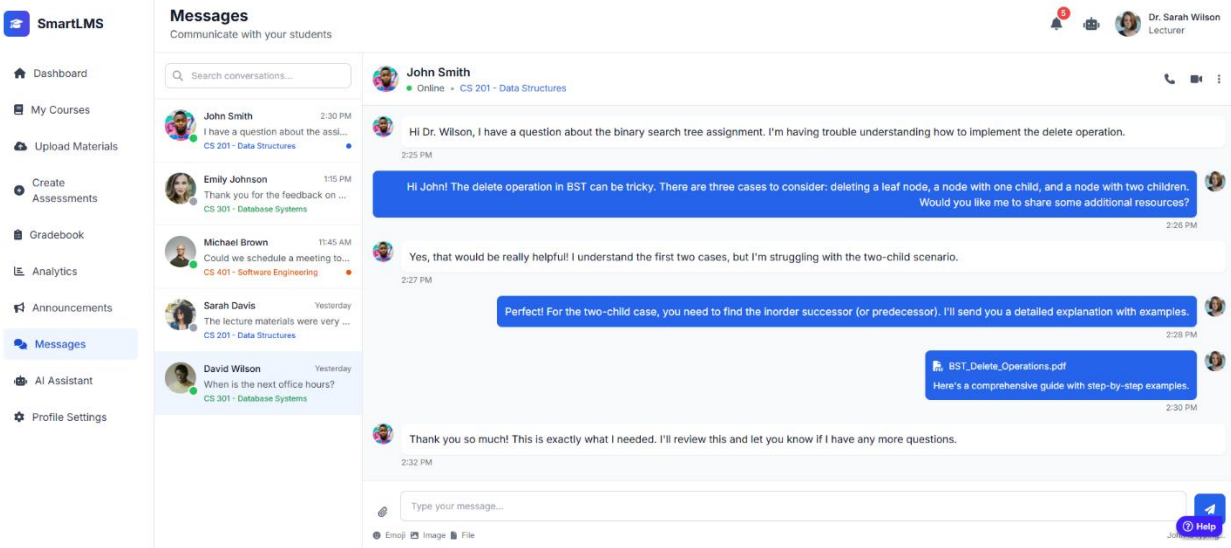 SmartLMS
Dashboard
My Courses
Upload Materials
Create
Assessments
Gradebook
Analytics
Announcements
Messages
AI Assistant
Profile Settings
Messages
Communicate with your students
5
Dr. Sarah Wilson
Lecturer
Search conversations...
John Smith 2:30 PM
I have a question about the assi...
CS 201 - Data Structures
Emily Johnson 1:15 PM
Thank you for the feedback on ...
CS 301 - Database Systems
Michael Brown 11:45 AM
Could we schedule a meeting to...
CS 401 - Software Engineering
Sarah Davis Yesterday
The lecture materials were very ...
CS 201 - Data Structures
David Wilson Yesterday
When is the next office hours?
CS 301 - Database Systems
John Smith
Online • CS 201 - Data Structures
Hi Dr. Wilson, I have a question about the binary search tree assignment. I'm having trouble understanding how to implement the delete operation.
2:25 PM
Hi John! The delete operation in BST can be tricky. There are three cases to consider: deleting a leaf node, a node with one child, and a node with two children.
Would you like me to share some additional resources?
2:26 PM
Yes, that would be really helpful! I understand the first two cases, but I'm struggling with the two-child scenario.
2:27 PM
Perfect! For the two-child case, you need to find the inorder successor (or predecessor). I'll send you a detailed explanation with examples.
2:28 PM
BST_Delete_Operations.pdf
Here's a comprehensive guide with step-by-step examples.
2:30 PM
Thank you so much! This is exactly what I needed. I'll review this and let you know if I have any more questions.
2:32 PM
Type your message...
Emoji Image File
Help